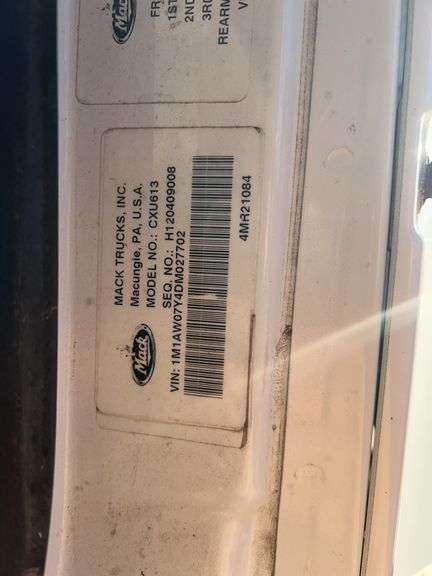 Mack
FR
1ST
2ND
3RD
REARM
V
MACK TRUCKS, INC.
Macungie, PA, U.S.A.
MODEL NO.: CXU613
SEQ. NO.: H120409008
Mack
VIN: 1M1AW07Y4DM027702
4MR21084